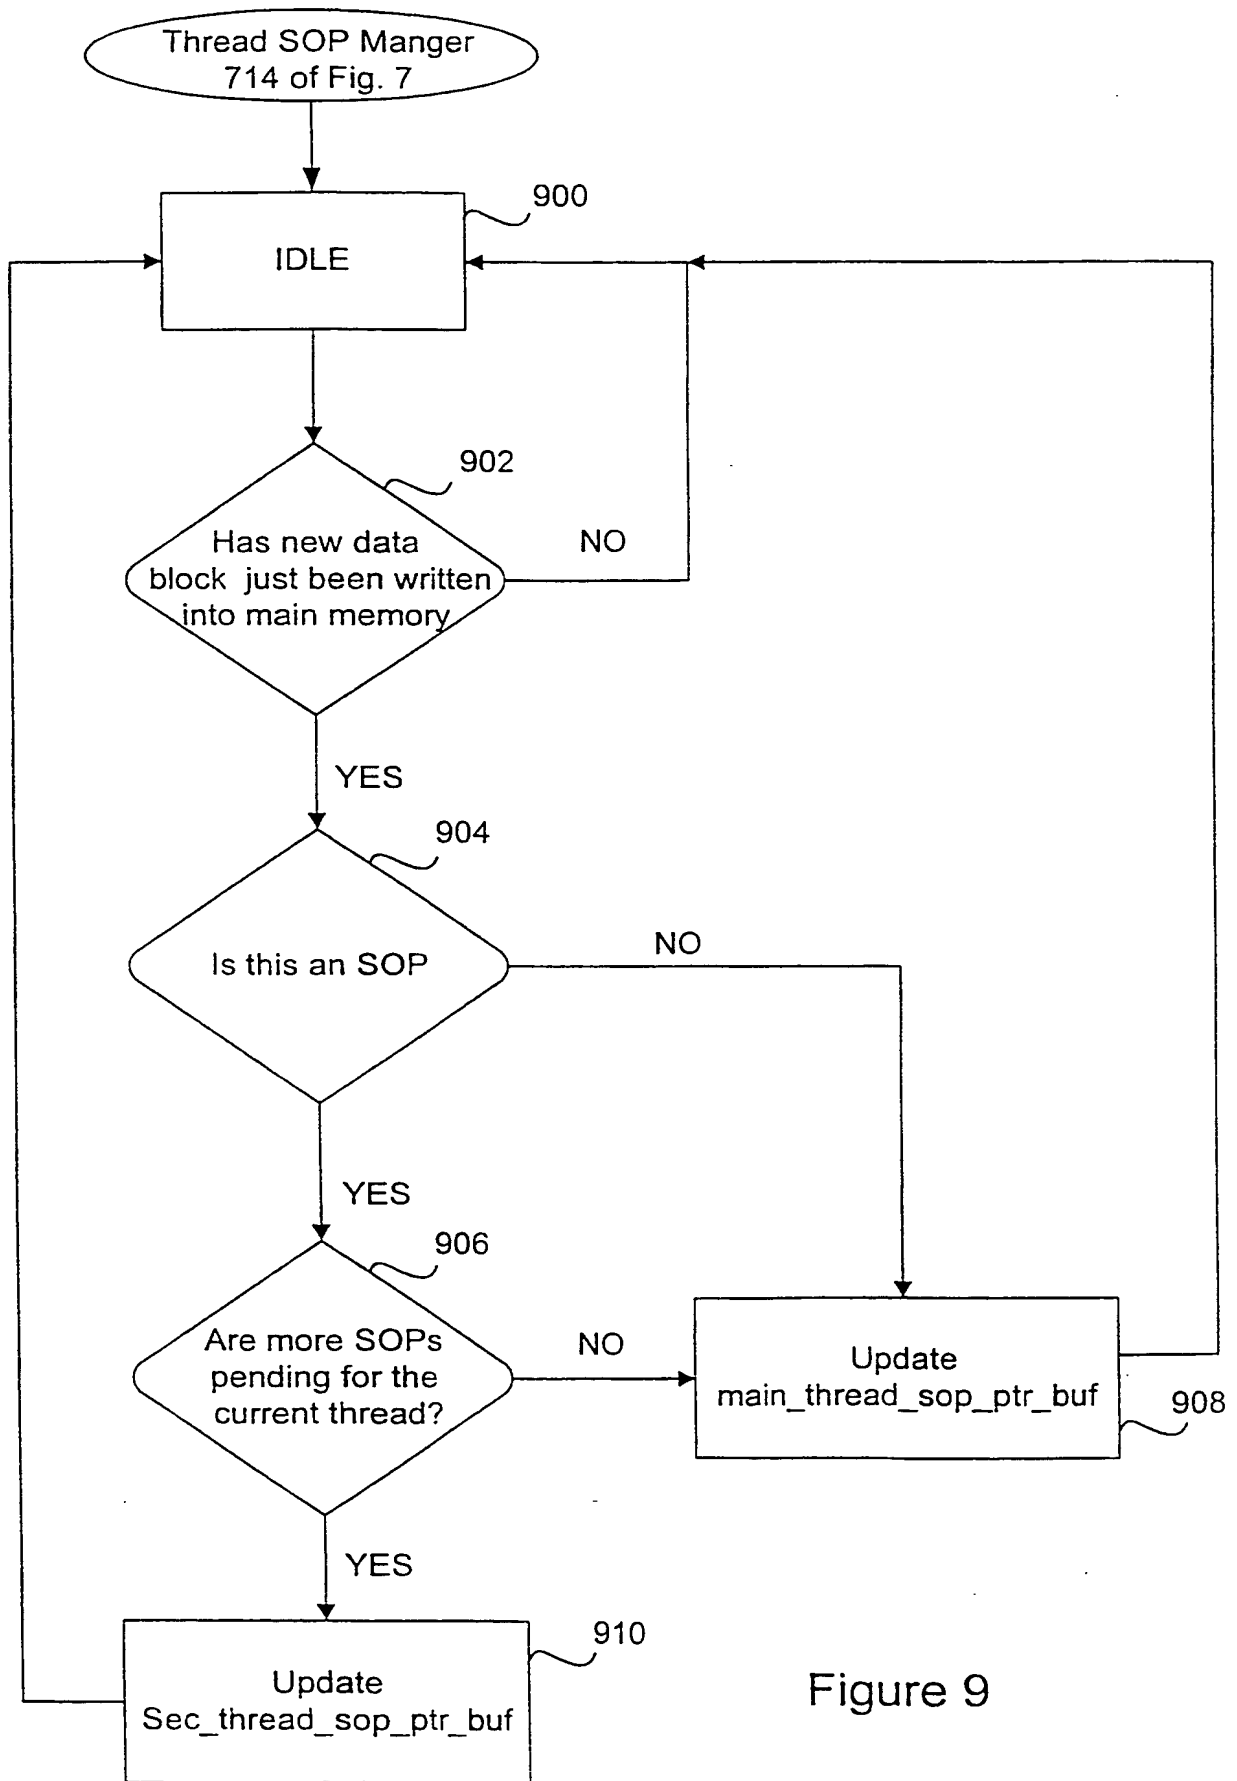 Thread SOP Manger
714 of Fig. 7
900
IDLE
902
Has new data
block just been written
into main memory
NO
YES
904
Is this an SOP
NO
YES
906
Are more SOPs
pending for the
current thread?
NO
Update
main_thread_sop_ptr_buf
908
YES
910
Update
Sec_thread_sop_ptr_buf
Figure 9